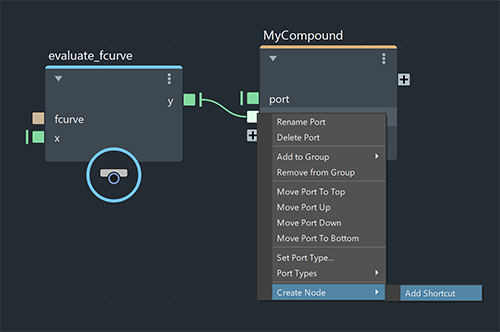 evaluate_fcurve
y
fcurve
x
MyCompound
port
Rename Port
Delete Port
Add to Group
Remove from Group
Move Port To Top
Move Port Up
Move Port Down
Move Port To Bottom
Set Port Type...
Port Types
Create Node
Add Shortcut